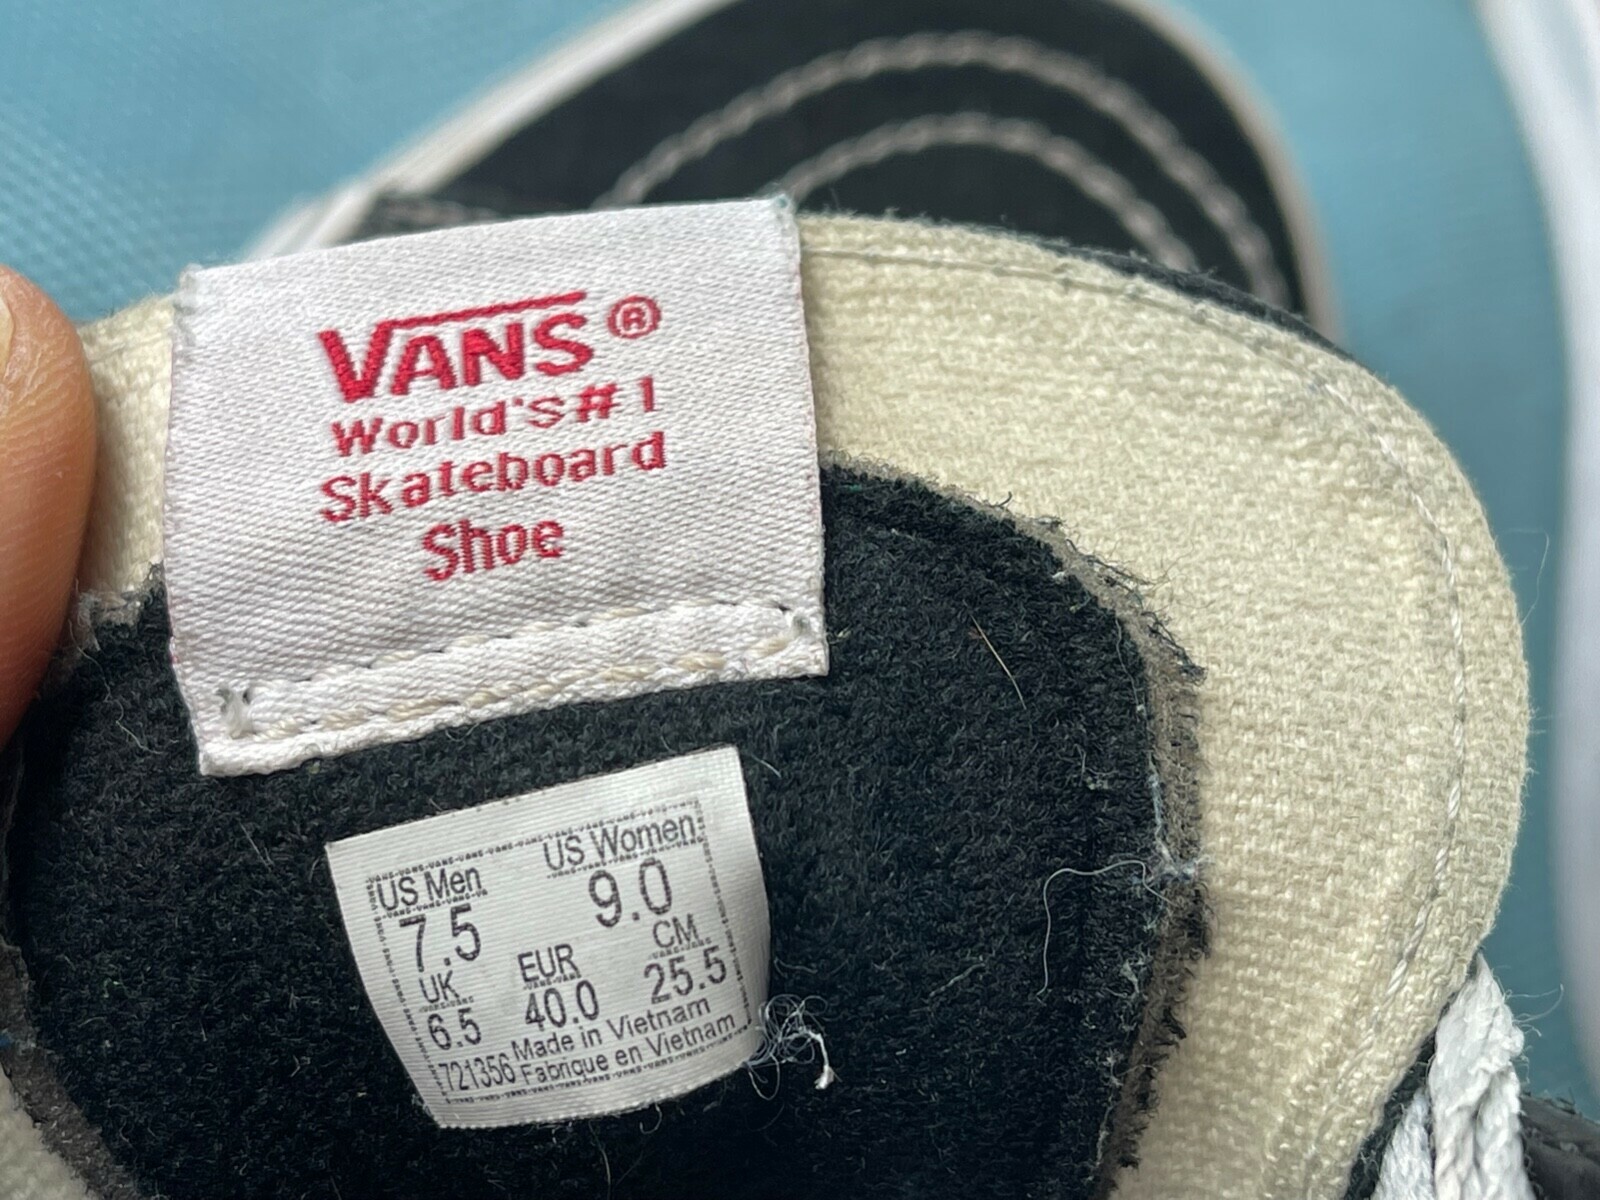 VANS®
World's #1
Skateboard
Shoe
US Men US Women
7.5 9.0
UK EUR CM
6.5 40.0 25.5
Made in Vietnam
721356 Fabrique en Vietnam